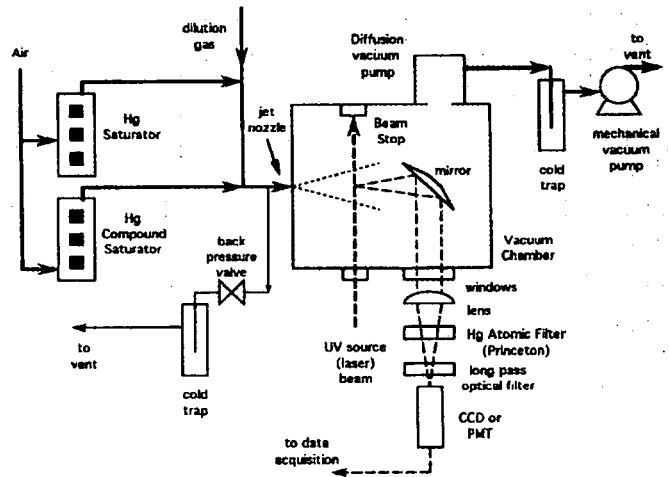 dilution
gas
Air
Hg
Saturator
Hg
Compound
Saturator
jet
nozzle
back
pressure
valve
to
vent
cold
trap
Diffusion
vacuum
pump
Beam
Stop
mirror
to
vent
cold
trap
mechanical
vacuum
pump
Vacuum
Chamber
windows
lens
Hg Atomic Filter
(Princeton)
long pass
optical filter
UV source
(laser)
beam
CCD or
PMT
to data
acquisition